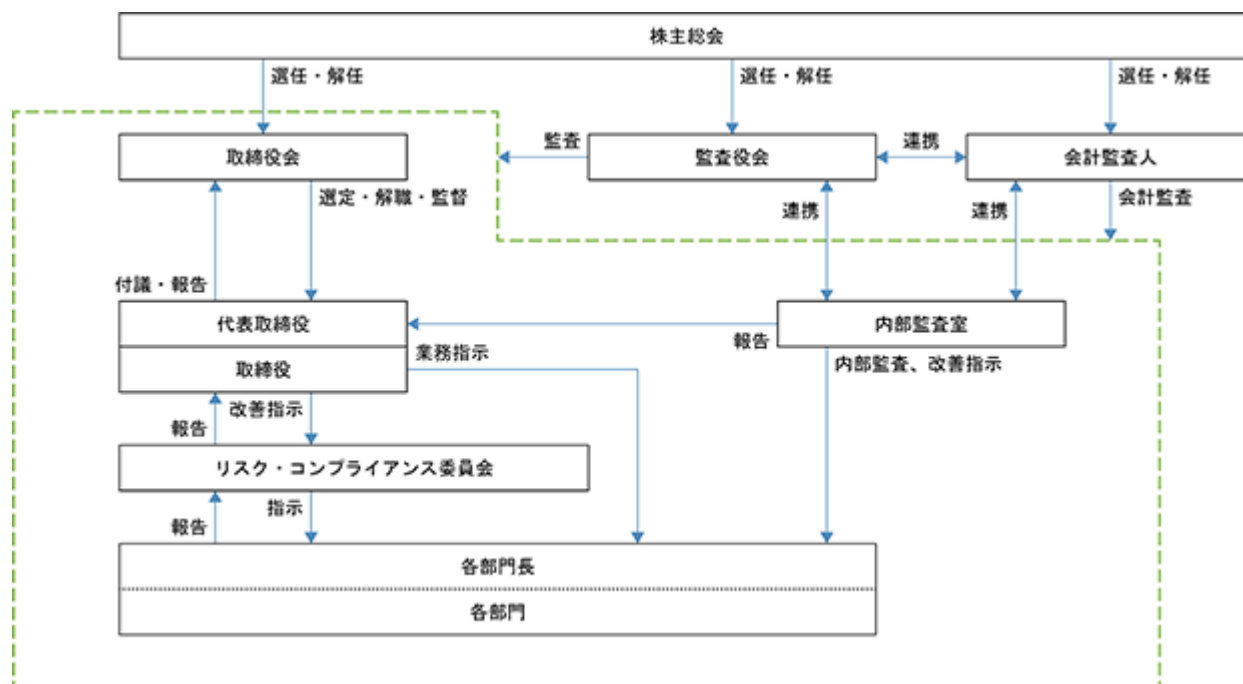 株主総会
選任・解任
選任・解任
選任・解任
取締役会
監査
監査役会
連携
会計監査人
選定・解職・監督
連携
連携
会計監査
付議・報告
代表取締役
報告
内部監査室
取締役
業務指示
内部監査、改善指示
報告
改善指示
リスク・コンプライアンス委員会
報告
指示
各部門長
各部門